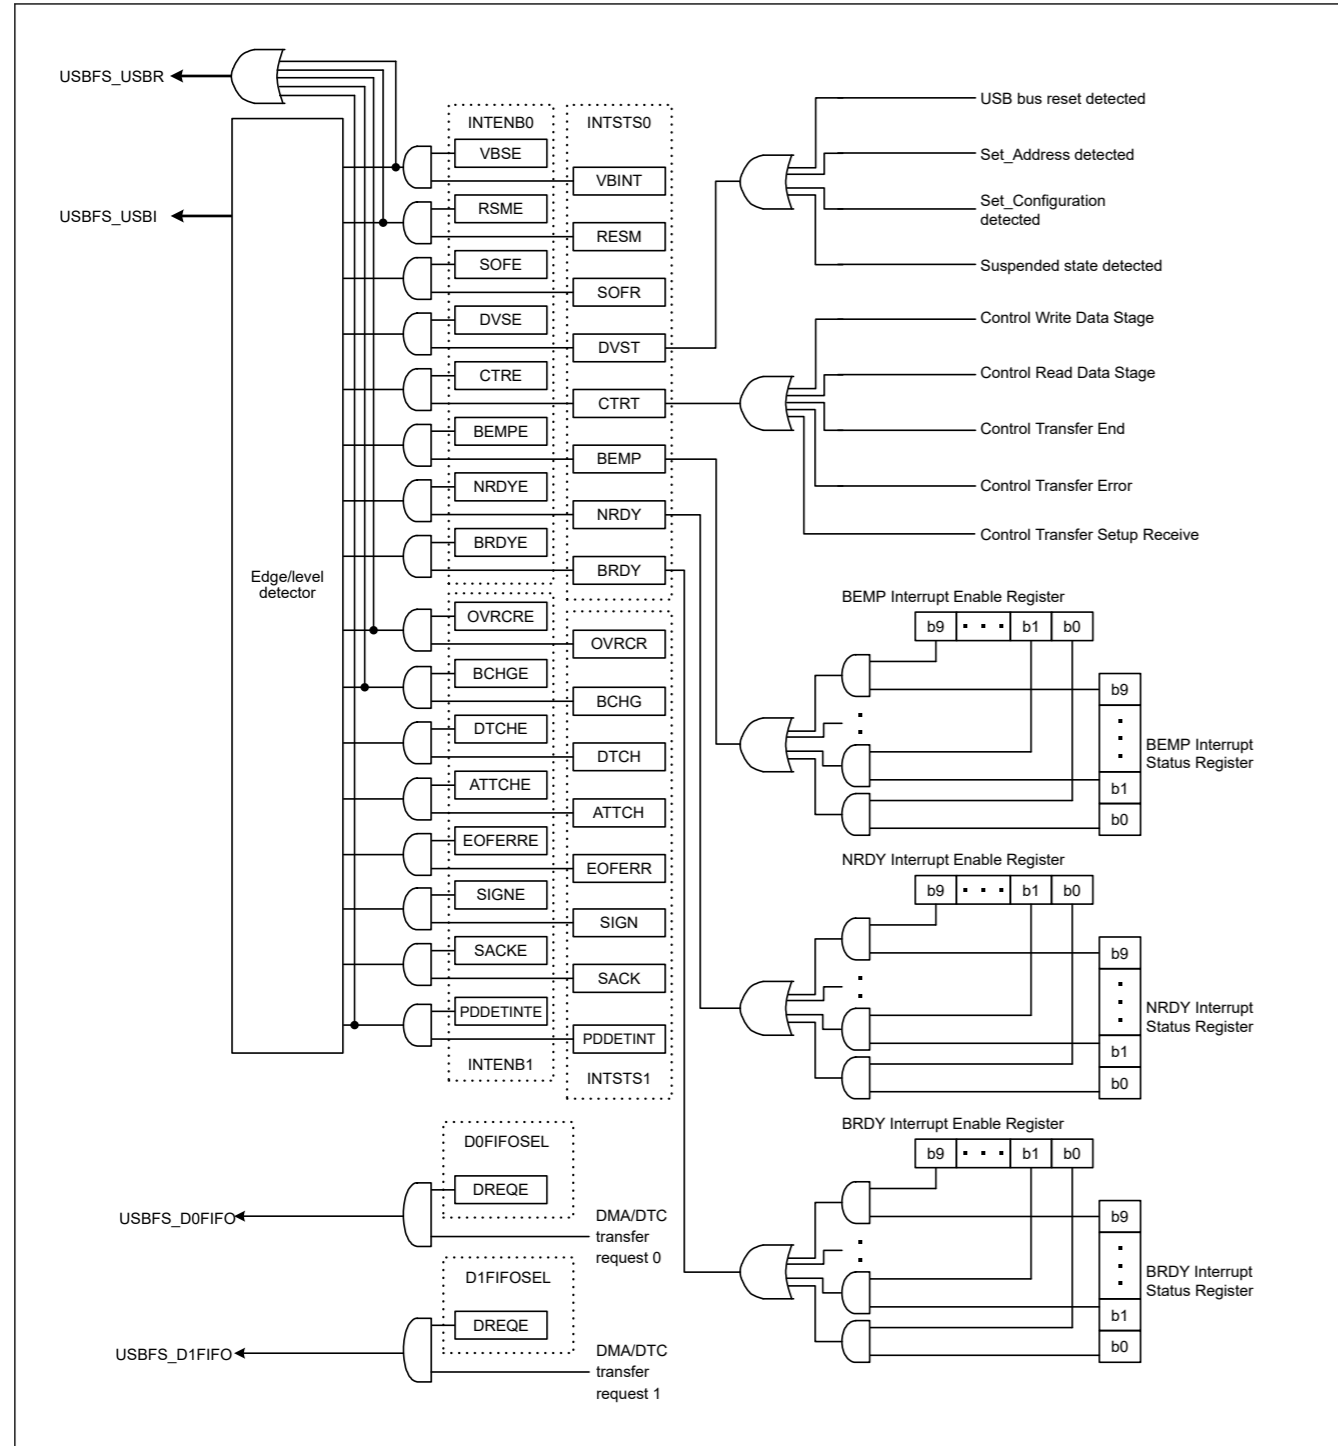 USBFS_USBR
USBFS_USBI
Edge/level
detector
INTENB0
VBSE
RSME
SOFE
DVSE
CTRE
BEMPE
NRDYE
BRDYE
OVRCRE
BCHGE
DTCHE
ATTCHE
EOFERRE
SIGNE
SACKE
PDDETINTE
INTENB1
INTSTS0
VBINT
RESM
SOFR
DVST
CTRT
BEMP
NRDY
BRDY
OVRCR
BCHG
DTCH
ATTCH
EOFERR
SIGN
SACK
PDDETINT
INTSTS1
USB bus reset detected
Set_Address detected
Set_Configuration
detected
Suspended state detected
Control Write Data Stage
Control Read Data Stage
Control Transfer End
Control Transfer Error
Control Transfer Setup Receive
BEMP Interrupt Enable Register
b9 · · · b1 b0
b9
b1
b0
BEMP Interrupt
Status Register
NRDY Interrupt Enable Register
b9 · · · b1 b0
b9
b1
b0
NRDY Interrupt
Status Register
BRDY Interrupt Enable Register
b9 · · · b1 b0
b9
b1
b0
BRDY Interrupt
Status Register
D0FIFOSEL
DREQE
USBFS_D0FIFO
DMA/DTC
transfer
request 0
D1FIFOSEL
DREQE
USBFS_D1FIFO
DMA/DTC
transfer
request 1